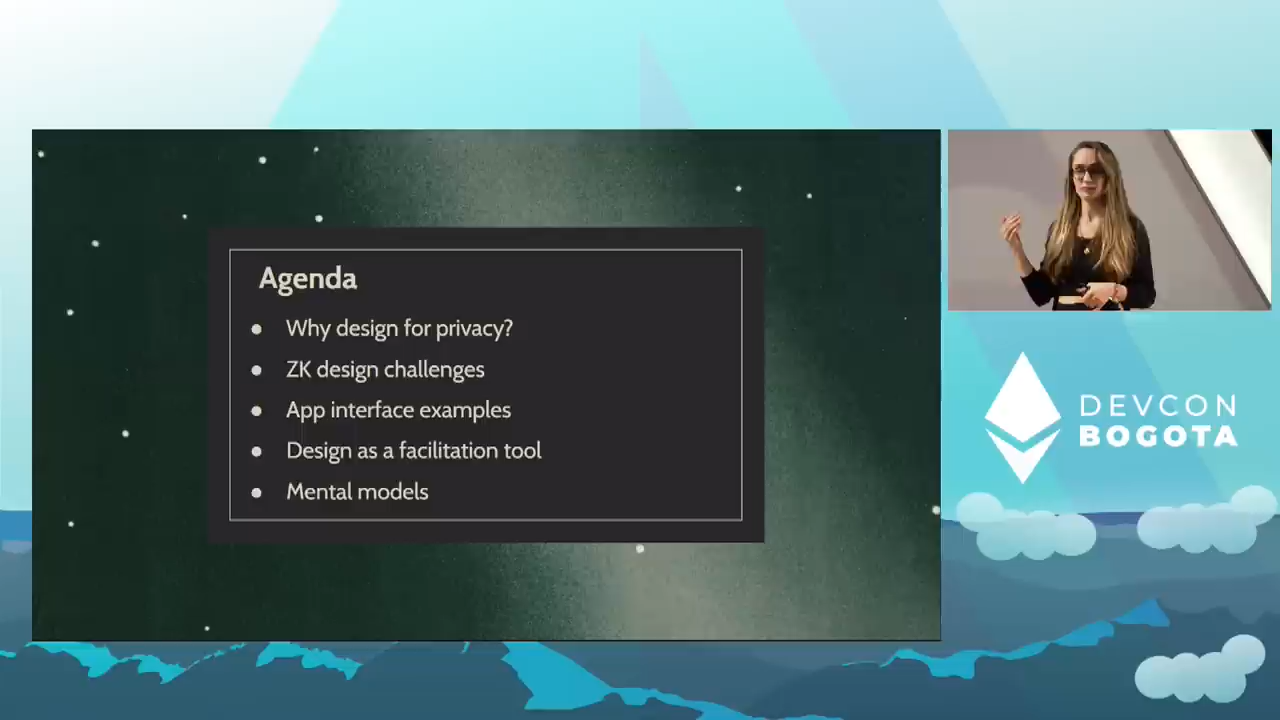 Agenda
● Why design for privacy?
● ZK design challenges
● App interface examples
● Design as a facilitation tool
● Mental models
DEVCON
BOGOTA